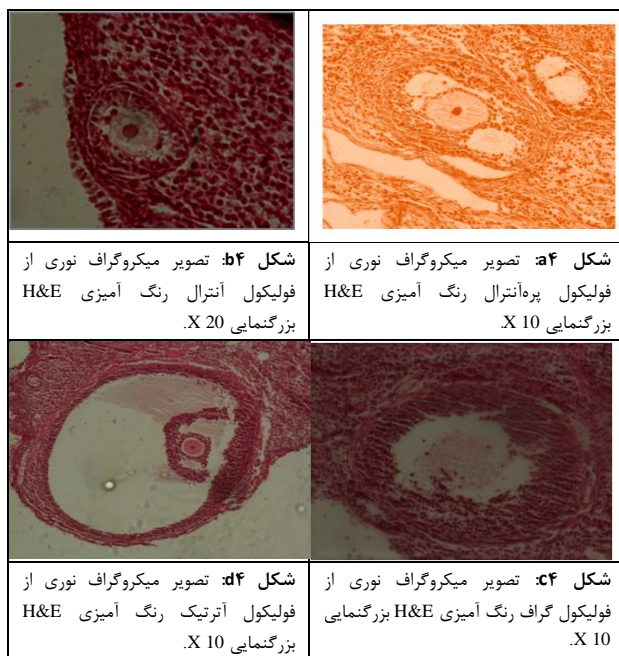 شکل a۴: تصویر میکروگراف نوری از
فولیکول پره‌آنترال رنگ آمیزی H&E
بزرگنمایی X 10.
شکل b۴: تصویر میکروگراف نوری از
فولیکول آنترال رنگ آمیزی H&E
بزرگنمایی X 20.
شکل c۴: تصویر میکروگراف نوری از
فولیکول گراف رنگ آمیزی H&E بزرگنمایی
X 10.
شکل d۴: تصویر میکروگراف نوری از
فولیکول آترتیک رنگ آمیزی H&E
بزرگنمایی X 10.